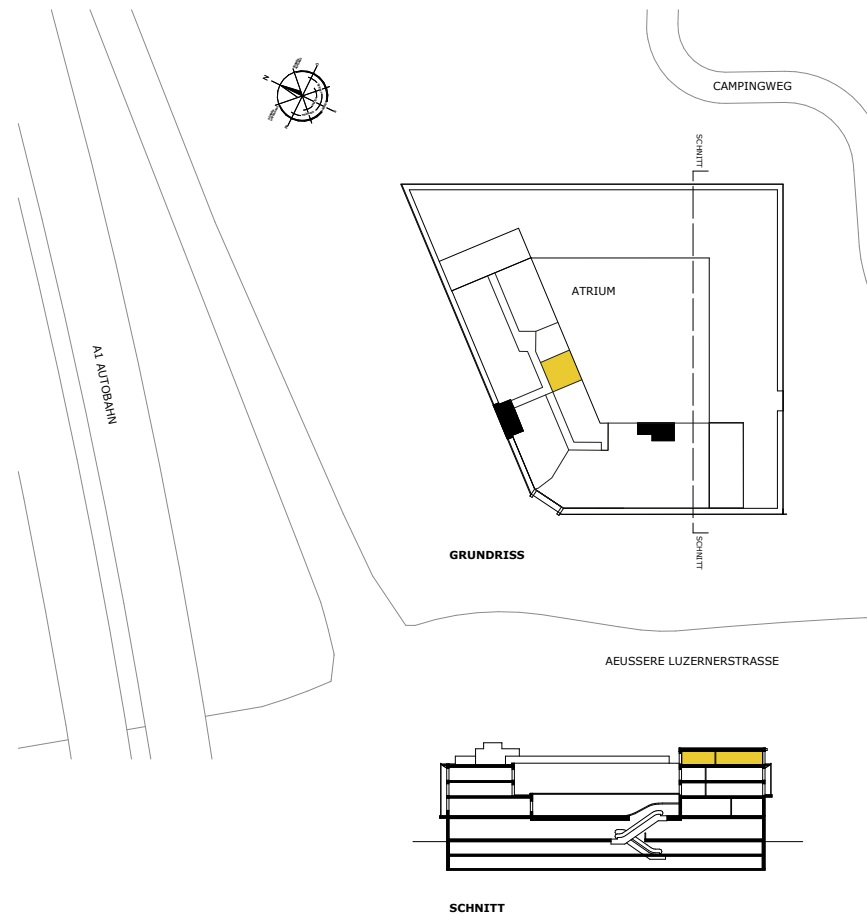 CAMPINGWEG
N
SCHNITT
ATRIUM
A1 AUTOBAHN
GRUNDRISS
SCHNITT
AEUSSERE LUZERNERSTRASSE
SCHNITT